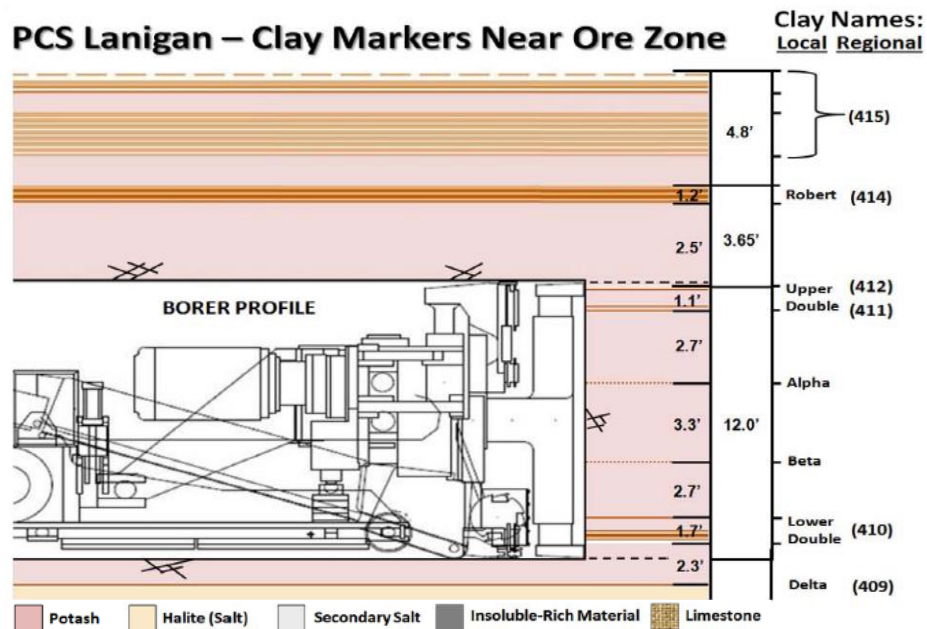 PCS Lanigan – Clay Markers Near Ore Zone
Clay Names:
Local Regional
4.8'
(415)
1.2'
Robert (414)
2.5'
3.65'
BORER PROFILE
1.1'
Upper (412)
Double (411)
2.7'
Alpha
3.3'
12.0'
Beta
2.7'
1.7'
Lower
Double (410)
2.3'
Delta (409)
Potash Halite (Salt) Secondary Salt Insoluble-Rich Material Limestone